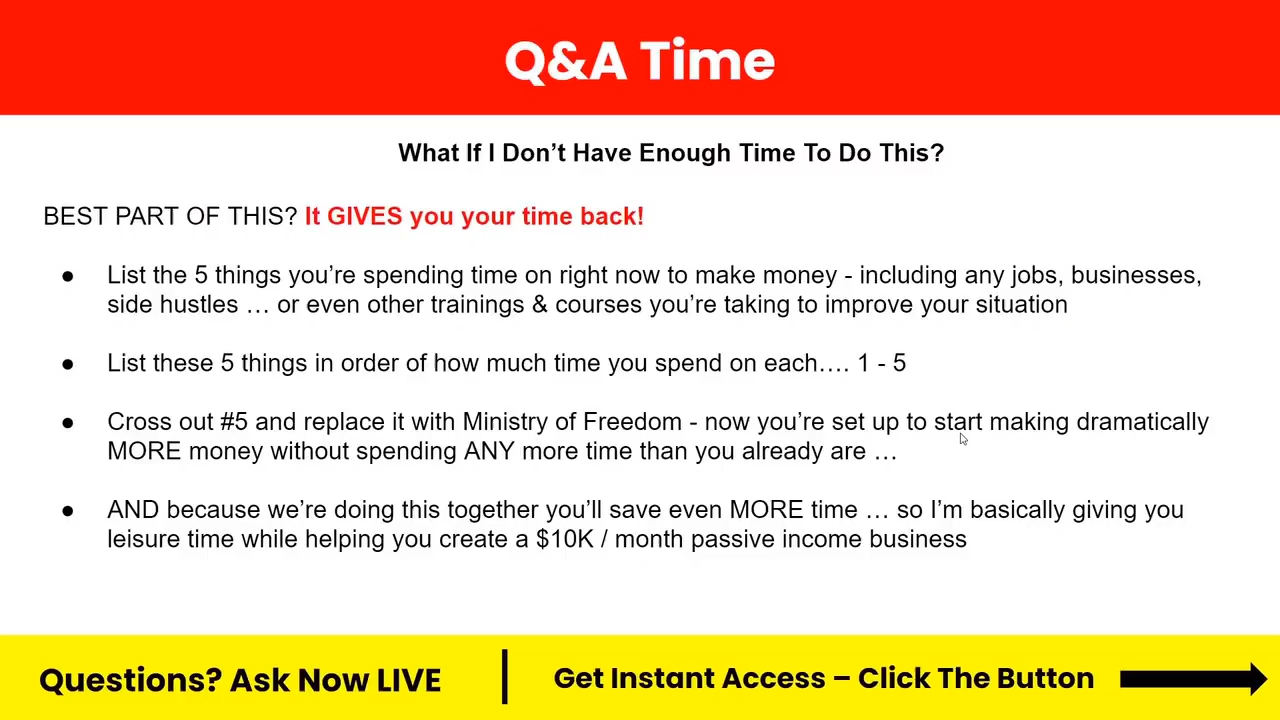 Q&A Time
What If I Don’t Have Enough Time To Do This?
BEST PART OF THIS? It GIVES you your time back!
● List the 5 things you’re spending time on right now to make money - including any jobs, businesses,
side hustles … or even other trainings & courses you’re taking to improve your situation
● List these 5 things in order of how much time you spend on each…. 1 - 5
● Cross out #5 and replace it with Ministry of Freedom - now you’re set up to start making dramatically
MORE money without spending ANY more time than you already are …
● AND because we’re doing this together you’ll save even MORE time … so I’m basically giving you
leisure time while helping you create a $10K / month passive income business
Questions? Ask Now LIVE
Get Instant Access – Click The Button